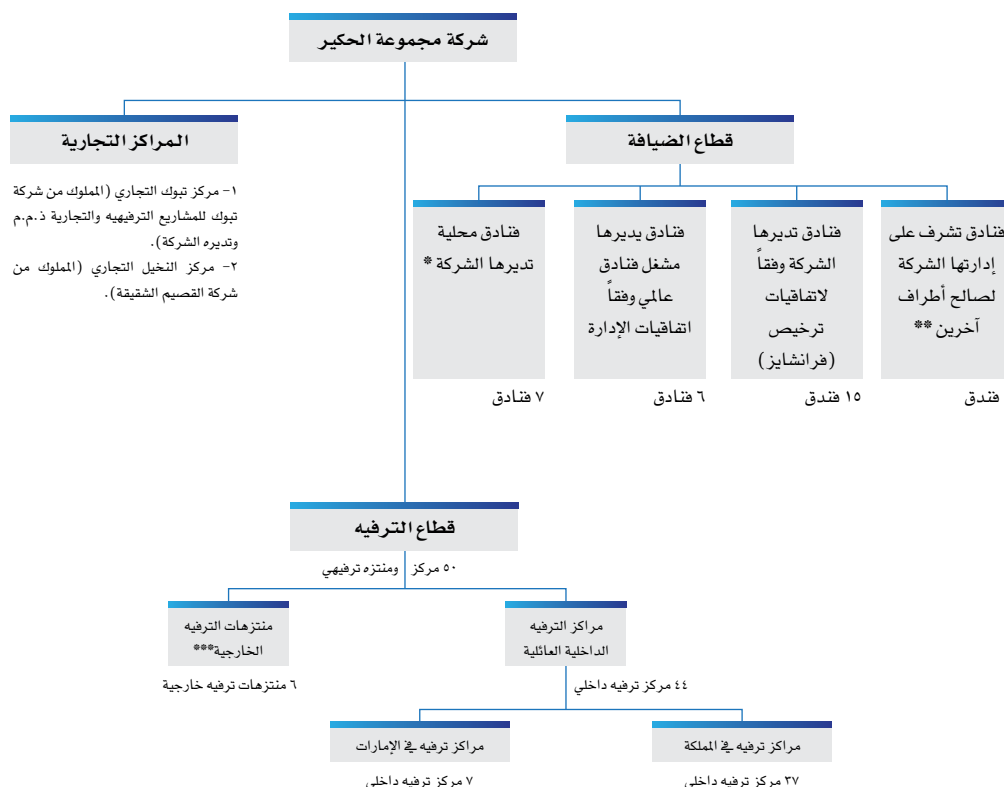 شركة مجموعة الحكير
قطاع الضيافة
المراكز التجارية
فنادق تشرف على
إدارتها الشركة
لصالح أطراف
آخرين **
فندق
فنادق تديرها
الشركة وفقاً
لاتفاقيات
ترخيص
(فرانشايز)
١٥ فندق
فنادق يديرها
مشغل فنادق
عالمي وفقاً
اتفاقيات الإدارة
٦ فنادق
فنادق محلية
تديرها الشركة *
٧ فنادق
١- مركز تبوك التجاري (المملوك من شركة
تبوك للمشاريع الترفيهيه والتجارية ذ.م.م
وتديره الشركة).
٢- مركز النخيل التجاري (المملوك من
شركة القصيم الشقيقة).
قطاع الترفيه
٥٠ مركز ومنتزه ترفيهي
مراكز الترفيه
الداخلية العائلية
٤٤ مركز ترفيه داخلي
منتزهات الترفيه
الخارجية***
٦ منتزهات ترفيه خارجية
مراكز ترفيه في المملكة
٣٧ مركز ترفيه داخلي
مراكز ترفيه في الإمارات
٧ مركز ترفيه داخلي